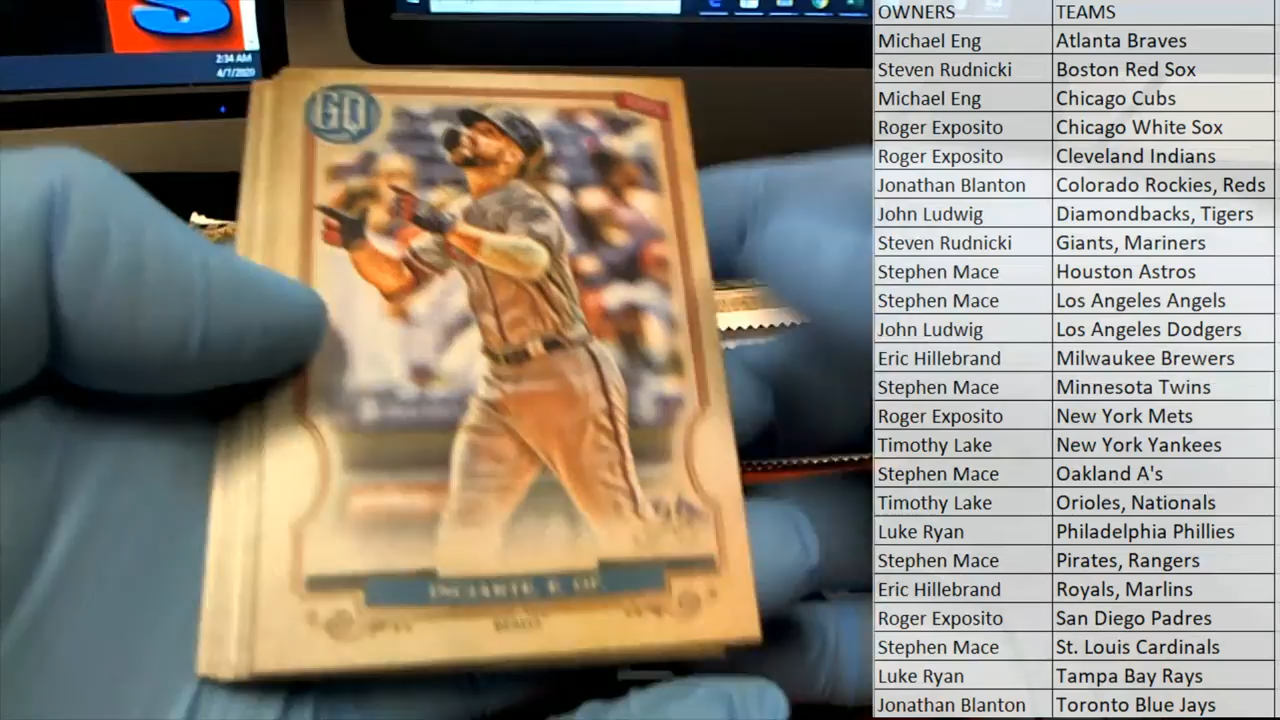 S
2:34 AM
4/7/2020
GQ
INCIARTE, E. OF.
OWNERS TEAMS
Michael Eng Atlanta Braves
Steven Rudnicki Boston Red Sox
Michael Eng Chicago Cubs
Roger Exposito Chicago White Sox
Roger Exposito Cleveland Indians
Jonathan Blanton Colorado Rockies, Reds
John Ludwig Diamondbacks, Tigers
Steven Rudnicki Giants, Mariners
Stephen Mace Houston Astros
Stephen Mace Los Angeles Angels
John Ludwig Los Angeles Dodgers
Eric Hillebrand Milwaukee Brewers
Stephen Mace Minnesota Twins
Roger Exposito New York Mets
Timothy Lake New York Yankees
Stephen Mace Oakland A's
Timothy Lake Orioles, Nationals
Luke Ryan Philadelphia Phillies
Stephen Mace Pirates, Rangers
Eric Hillebrand Royals, Marlins
Roger Exposito San Diego Padres
Stephen Mace St. Louis Cardinals
Luke Ryan Tampa Bay Rays
Jonathan Blanton Toronto Blue Jays